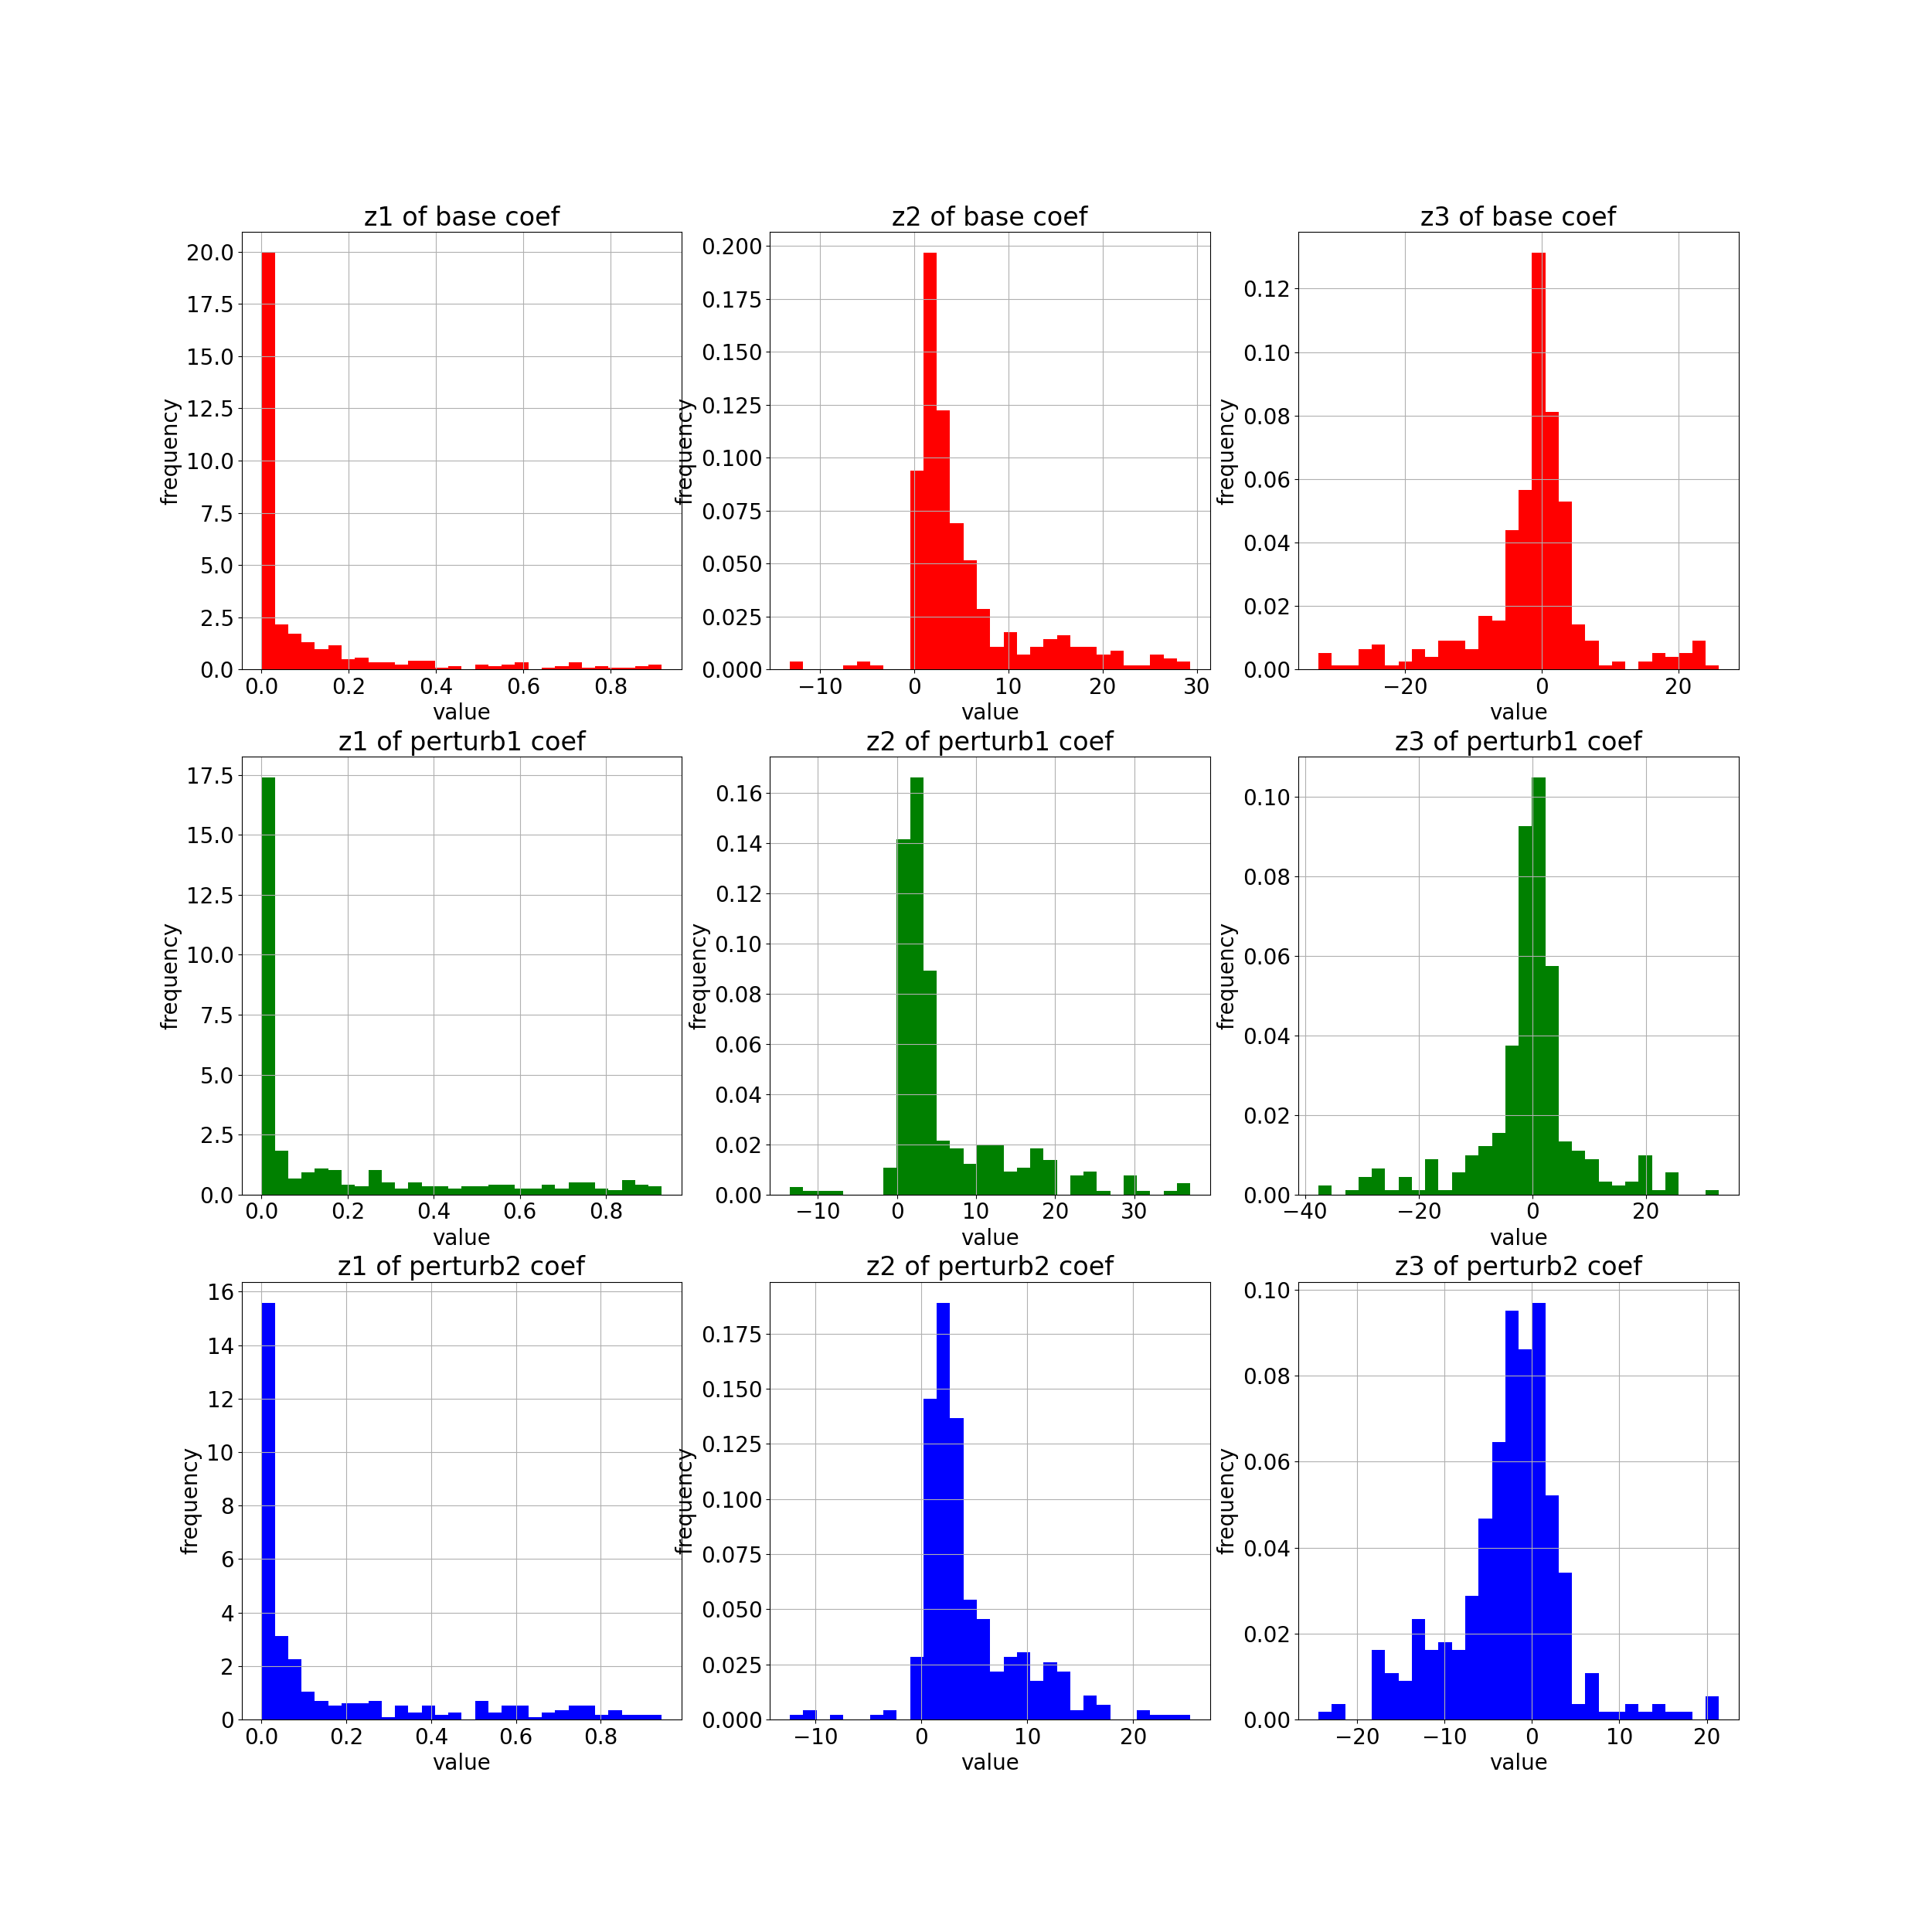 z1 of base coef
20.0
17.5
15.0
12.5
10.0
7.5
5.0
2.5
0.0
frequency
0.0 0.2 0.4 0.6 0.8
value
z2 of base coef
0.200
0.175
0.150
0.125
0.100
0.075
0.050
0.025
0.000
frequency
−10 0 10 20 30
value
z3 of base coef
0.12
0.10
0.08
0.06
0.04
0.02
0.00
frequency
−20 0 20
value
z1 of perturb1 coef
17.5
15.0
12.5
10.0
7.5
5.0
2.5
0.0
frequency
0.0 0.2 0.4 0.6 0.8
value
z2 of perturb1 coef
0.16
0.14
0.12
0.10
0.08
0.06
0.04
0.02
0.00
frequency
−10 0 10 20 30
value
z3 of perturb1 coef
0.10
0.08
0.06
0.04
0.02
0.00
frequency
−40 −20 0 20
value
z1 of perturb2 coef
16
14
12
10
8
6
4
2
0
frequency
0.0 0.2 0.4 0.6 0.8
value
z2 of perturb2 coef
0.175
0.150
0.125
0.100
0.075
0.050
0.025
0.000
frequency
−10 0 10 20
value
z3 of perturb2 coef
0.10
0.08
0.06
0.04
0.02
0.00
frequency
−20 −10 0 10 20
value